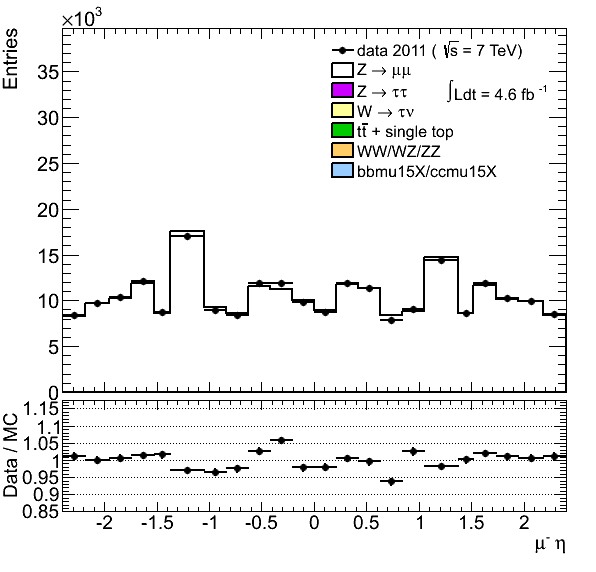 ×10³
Entries
35
30
25
20
15
10
5
0
data 2011 ( √s = 7 TeV)
Z → μμ
Z → ττ
W → τν
tt̄ + single top
WW/WZ/ZZ
bbmu15X/ccmu15X
∫Ldt = 4.6 fb⁻¹
Data / MC
1.15
1.1
1.05
1
0.95
0.9
0.85
-2 -1.5 -1 -0.5 0 0.5 1 1.5 2
μ⁻ η